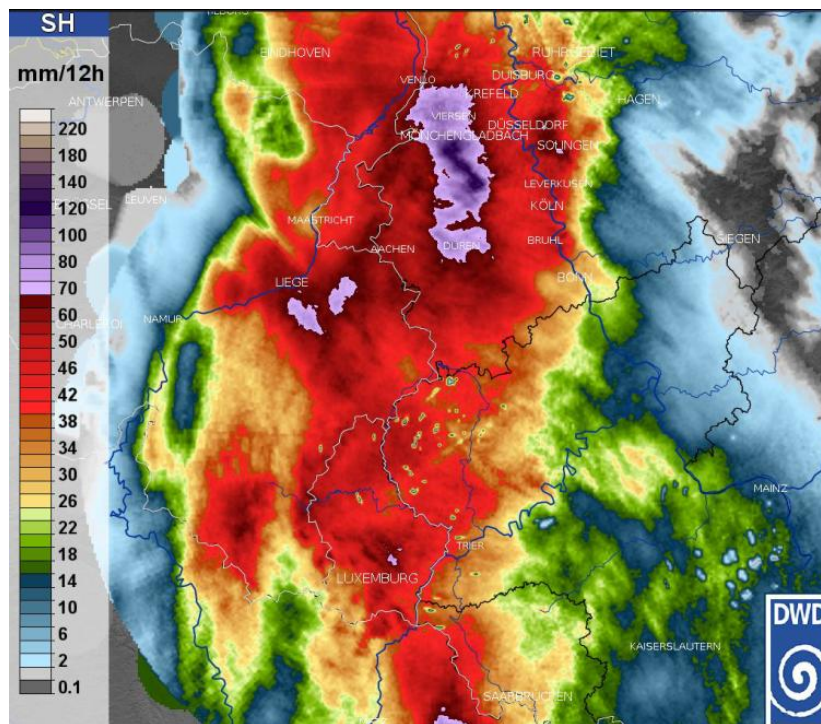 SH
mm/12h
220
180
140
120
100
80
70
60
50
46
42
38
34
30
26
22
18
14
10
6
2
0.1
EINDHOVEN
RUHRGEBIET
VENLO
DUISBURG
KREFELD
HAGEN
ANTWERPEN
VIERSEN
DÜSSELDORF
MÖNCHENGLADBACH
SOLINGEN
LEVERKUSEN
LEUVEN
KÖLN
MAASTRICHT
BRÜHL
SIEGEN
AACHEN
DÜREN
BONN
LIEGE
NAMUR
CHARLEROI
MAINZ
TRIER
LUXEMBURG
KAISERSLAUTERN
SAARBRÜCKEN
DWD